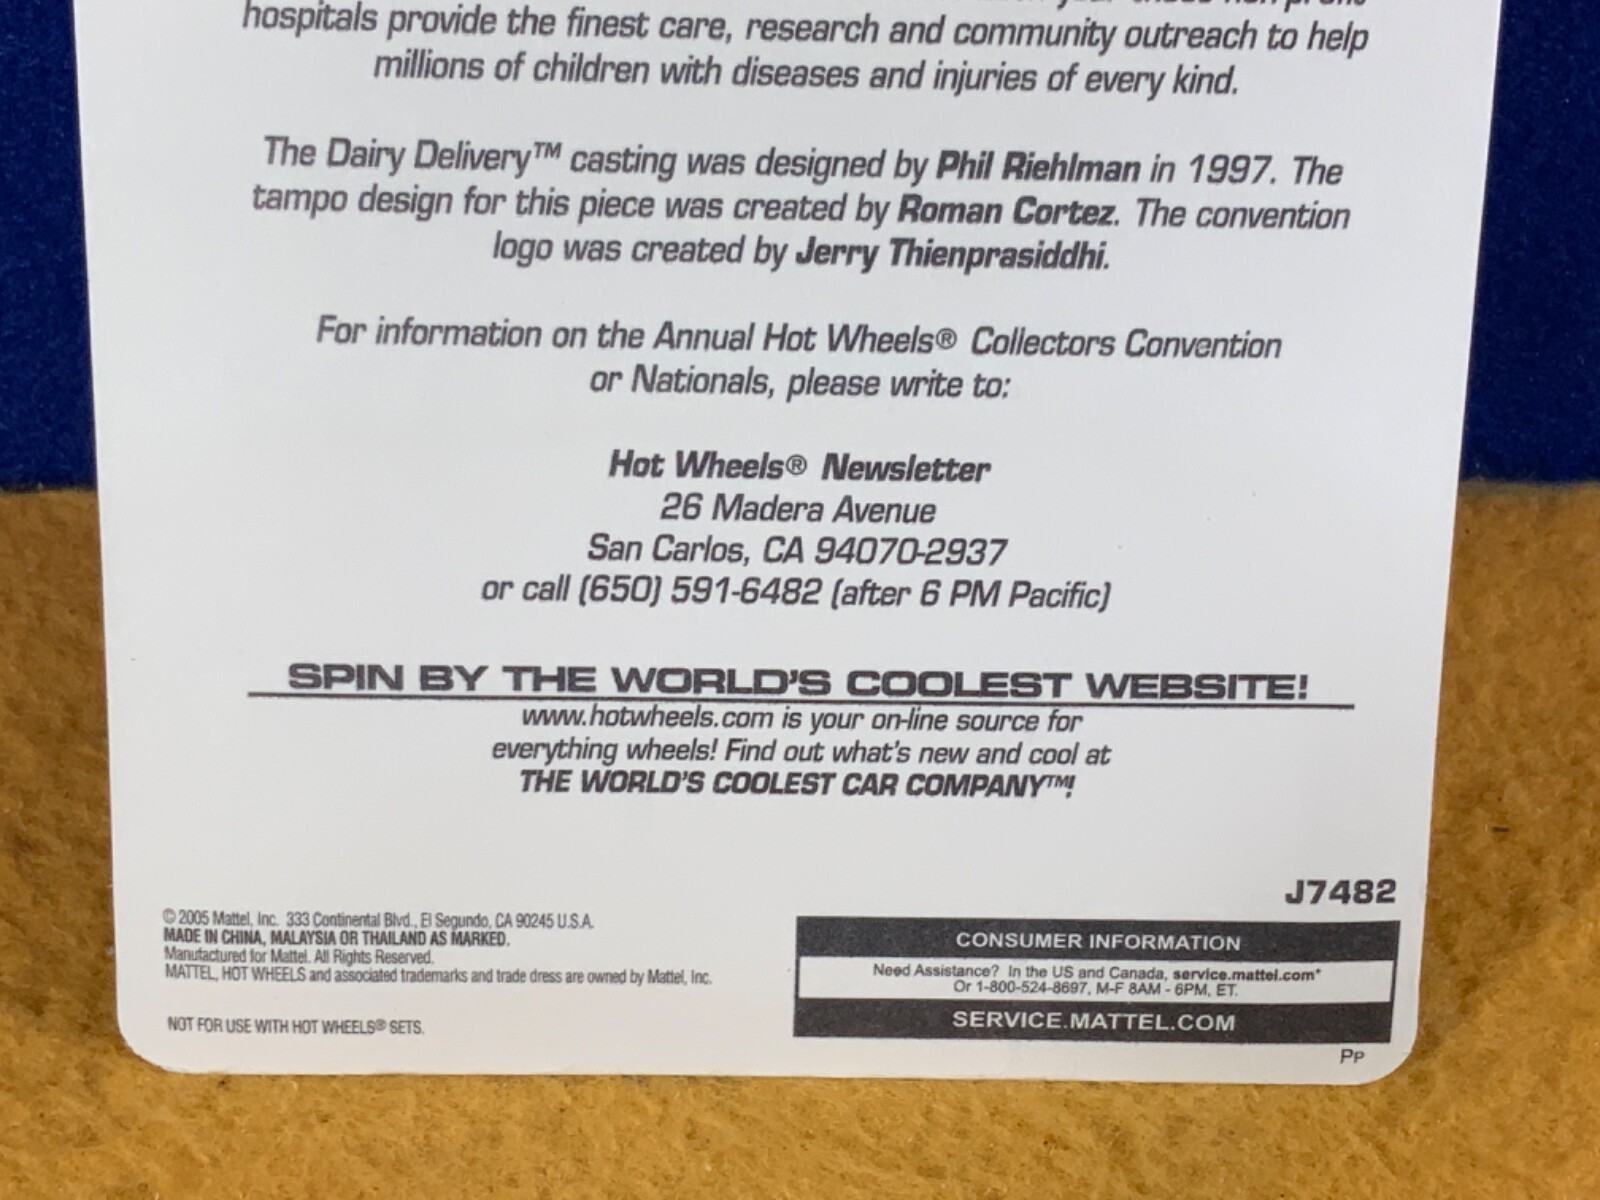 hospitals provide the finest care, research and community outreach to help
millions of children with diseases and injuries of every kind.
The Dairy Delivery™ casting was designed by Phil Riehlman in 1997. The
tampo design for this piece was created by Roman Cortez. The convention
logo was created by Jerry Thienprasiddhi.
For information on the Annual Hot Wheels® Collectors Convention
or Nationals, please write to:
Hot Wheels® Newsletter
26 Madera Avenue
San Carlos, CA 94070-2937
or call (650) 591-6482 (after 6 PM Pacific)
SPIN BY THE WORLD'S COOLEST WEBSITE!
www.hotwheels.com is your on-line source for
everything wheels! Find out what's new and cool at
THE WORLD'S COOLEST CAR COMPANY™!
J7482
© 2005 Mattel, Inc. 333 Continental Blvd., El Segundo, CA 90245 U.S.A.
MADE IN CHINA, MALAYSIA OR THAILAND AS MARKED.
Manufactured for Mattel. All Rights Reserved.
MATTEL, HOT WHEELS and associated trademarks and trade dress are owned by Mattel, Inc.
NOT FOR USE WITH HOT WHEELS® SETS.
CONSUMER INFORMATION
Need Assistance? In the US and Canada, service.mattel.com*
Or 1-800-524-8697, M-F 8AM - 6PM, ET.
SERVICE.MATTEL.COM
PP